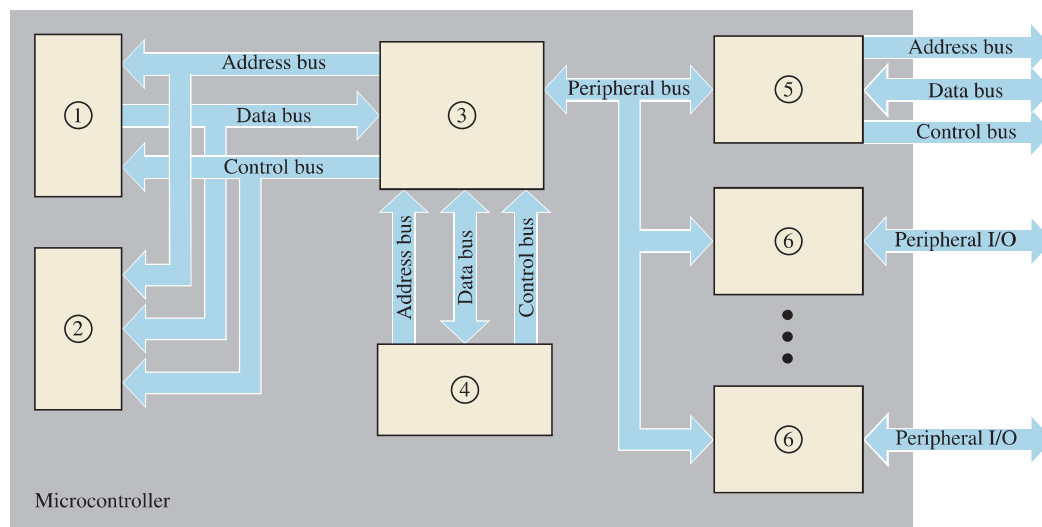 Address bus
Data bus
Control bus
Peripheral bus
Address bus
Data bus
Control bus
1
2
3
4
5
6
6
Address bus
Data bus
Control bus
Peripheral I/O
Peripheral I/O
Microcontroller